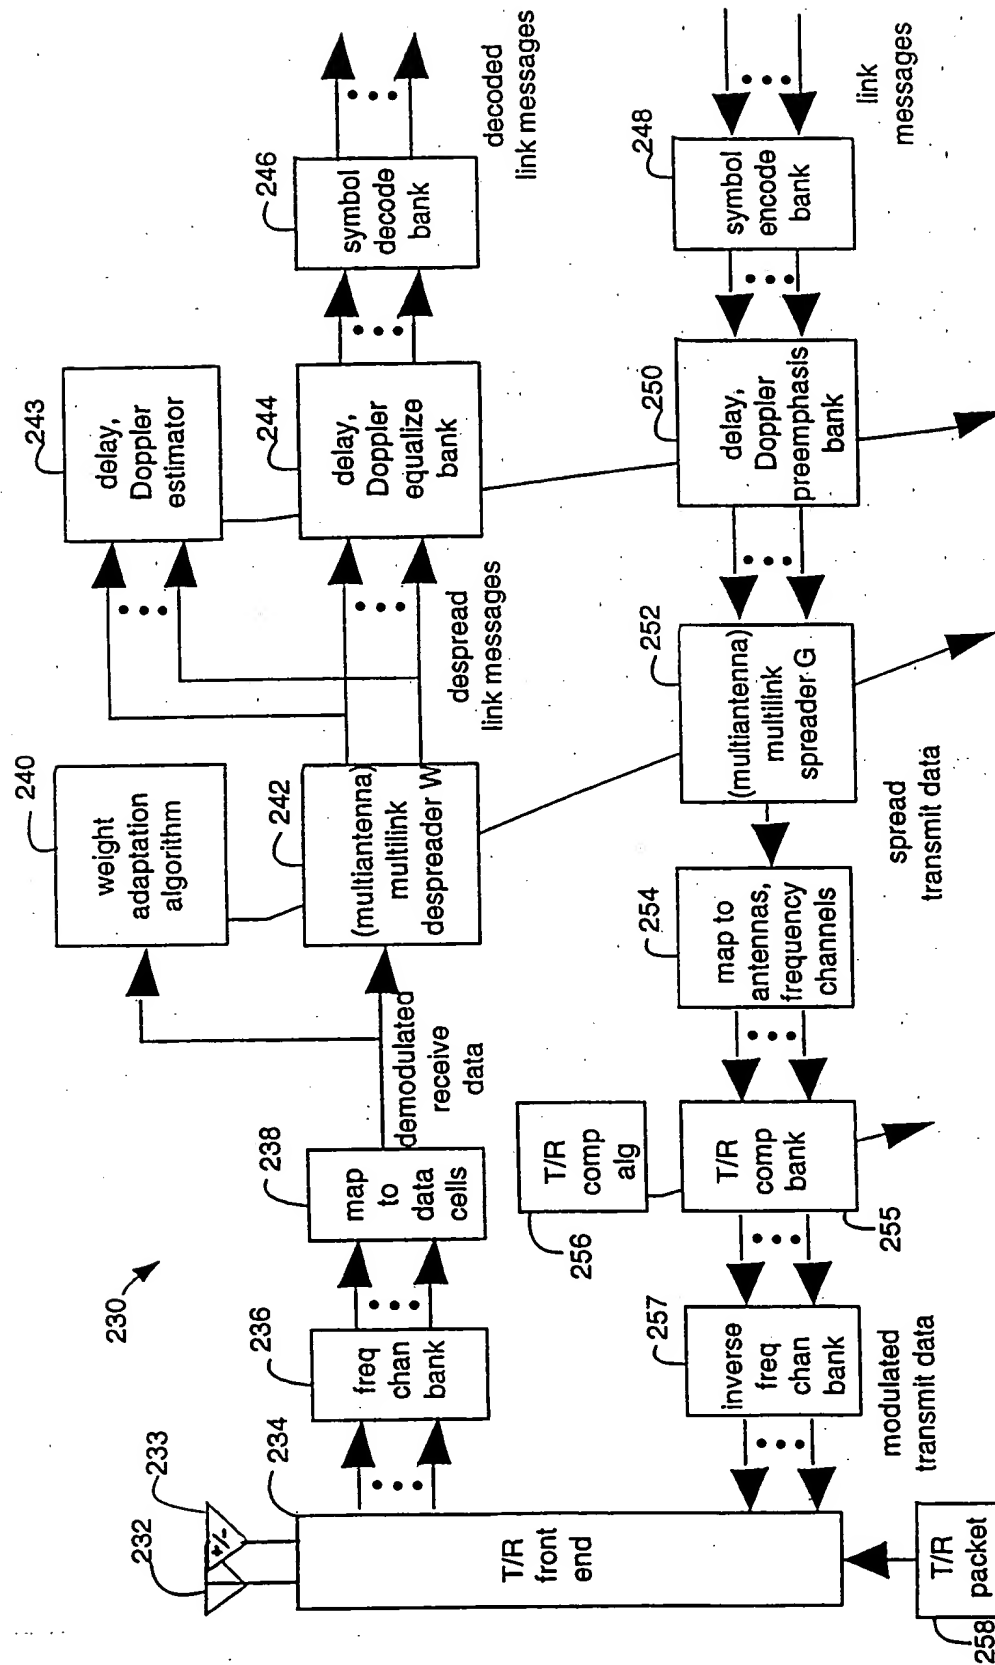 230
232
233
+/-
234
T/R
front
end
236
freq
chan
bank
238
map
to
data
cells
demodulated
receive
data
240
weight
adaptation
algorithm
242
(multiantenna)
multilink
despreader W
despread
link messages
243
delay,
Doppler
estimator
244
delay,
Doppler
equalize
bank
246
symbol
decode
bank
decoded
link messages
258
T/R
packet
257
inverse
freq
chan
bank
modulated
transmit data
256
T/R
comp
alg
255
T/R
comp
bank
254
map to
antennas,
frequency
channels
spread
transmit data
252
(multiantenna)
multilink
spreader G
250
delay,
Doppler
preemphasis
bank
248
symbol
encode
bank
link
messages